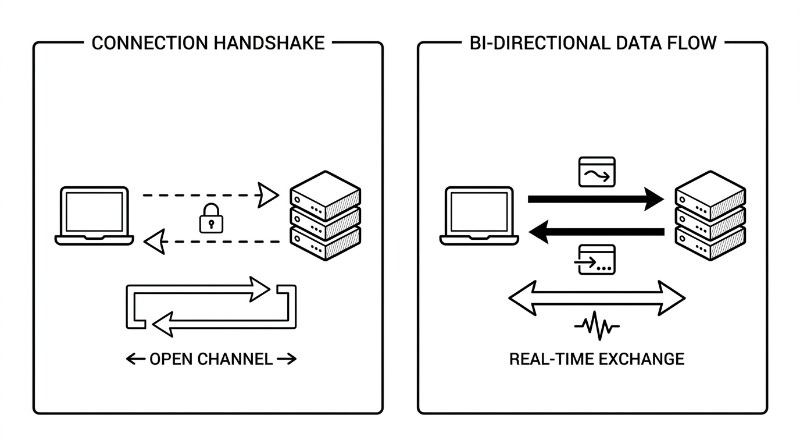 CONNECTION HANDSHAKE
OPEN CHANNEL
BI-DIRECTIONAL DATA FLOW
REAL-TIME EXCHANGE